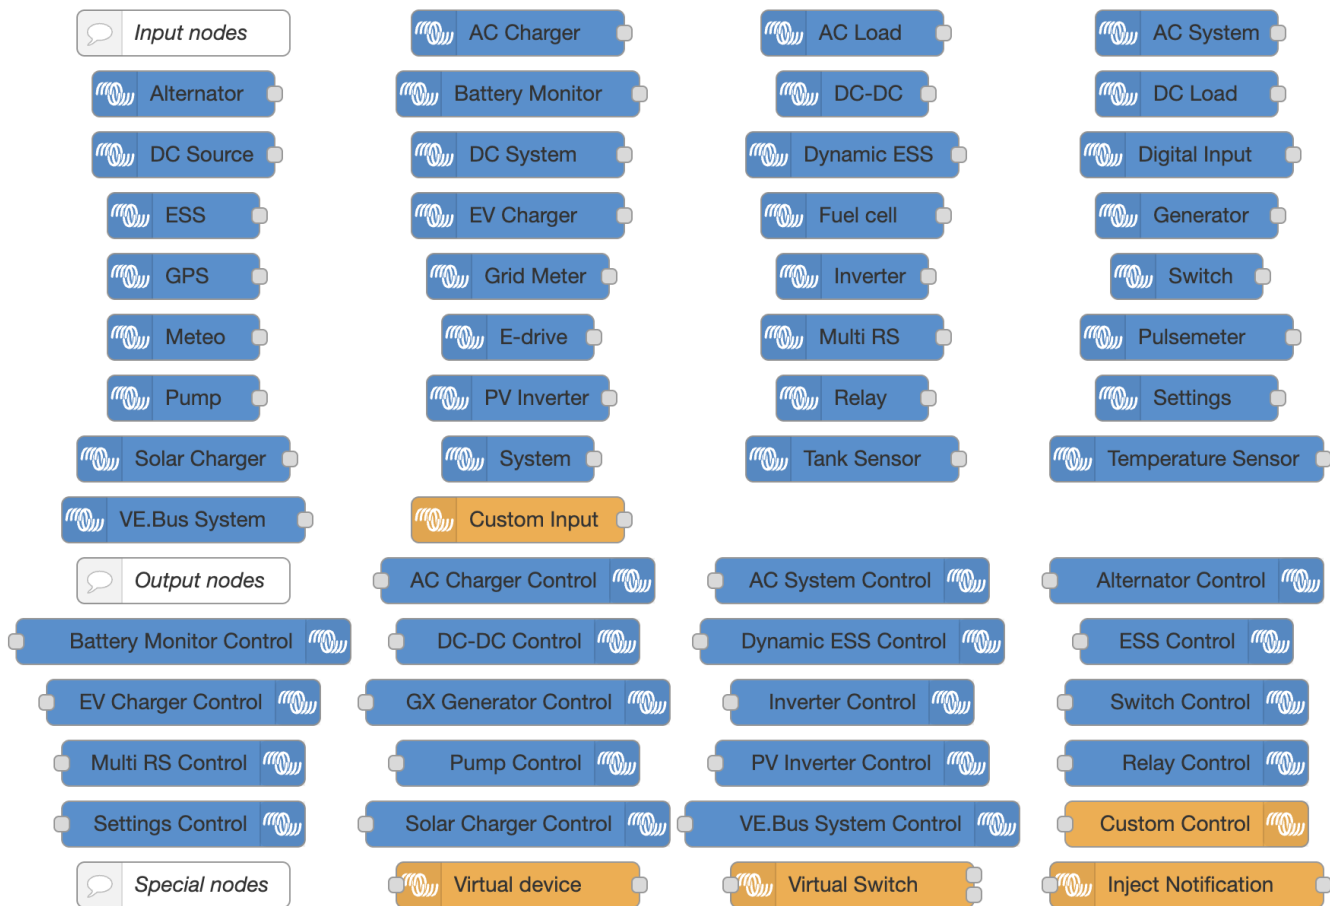 Input nodes
AC Charger
AC Load
AC System
Alternator
Battery Monitor
DC-DC
DC Load
DC Source
DC System
Dynamic ESS
Digital Input
ESS
EV Charger
Fuel cell
Generator
GPS
Grid Meter
Inverter
Switch
Meteo
E-drive
Multi RS
Pulsemeter
Pump
PV Inverter
Relay
Settings
Solar Charger
System
Tank Sensor
Temperature Sensor
VE.Bus System
Custom Input
Output nodes
AC Charger Control
AC System Control
Alternator Control
Battery Monitor Control
DC-DC Control
Dynamic ESS Control
ESS Control
EV Charger Control
GX Generator Control
Inverter Control
Switch Control
Multi RS Control
Pump Control
PV Inverter Control
Relay Control
Settings Control
Solar Charger Control
VE.Bus System Control
Custom Control
Special nodes
Virtual device
Virtual Switch
Inject Notification